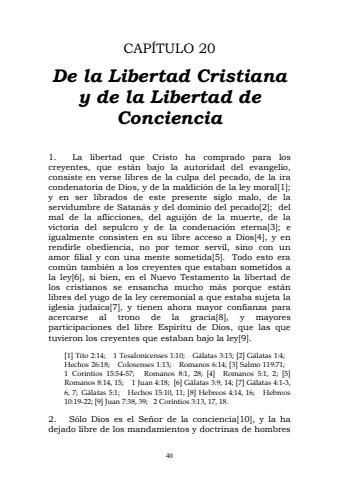 CAPÍTULO 20
De la Libertad Cristiana
y de la Libertad de
Conciencia
1. La libertad que Cristo ha comprado para los
creyentes, que están bajo la autoridad del evangelio,
consiste en verse libres de la culpa del pecado, de la ira
condenatoria de Dios, y de la maldición de la ley moral[1];
y en ser librados de este presente siglo malo, de la
servidumbre de Satanás y del dominio del pecado[2]; del
mal de la aflicciones, del aguijón de la muerte, de la
victoria del sepulcro y de la condenación eterna[3]; e
igualmente consisten en su libre acceso a Dios[4], y en
rendirle obediencia, no por temor servil, sino con un
amor filial y con una mente sometida[5]. Todo esto era
común también a los creyentes que estaban sometidos a
la ley[6], si bien, en el Nuevo Testamento la libertad de
los cristianos se ensancha mucho más porque están
libres del yugo de la ley ceremonial a que estaba sujeta la
iglesia judaica[7], y tienen ahora mayor confianza para
acercarse al trono de la gracia[8], y mayores
participaciones del libre Espíritu de Dios, que las que
tuvieron los creyentes que estaban bajo la ley[9].
[1] Tito 2:14; 1 Tesalonicenses 1:10; Gálatas 3:13; [2] Gálatas 1:4;
Hechos 26:18; Colosenses 1:13; Romanos 6:14; [3] Salmo 119:71;
1 Corintios 15:54-57; Romanos 8:1, 28; [4] Romanos 5:1, 2; [5]
Romanos 8:14, 15; 1 Juan 4:18; [6] Gálatas 3:9, 14; [7] Gálatas 4:1-3,
6, 7; Gálatas 5:1; Hechos 15:10, 11; [8] Hebreos 4:14, 16; Hebreos
10:19-22; [9] Juan 7:38, 39; 2 Corintios 3:13, 17, 18.
2. Sólo Dios es el Señor de la conciencia[10], y la ha
dejado libre de los mandamientos y doctrinas de hombres
40